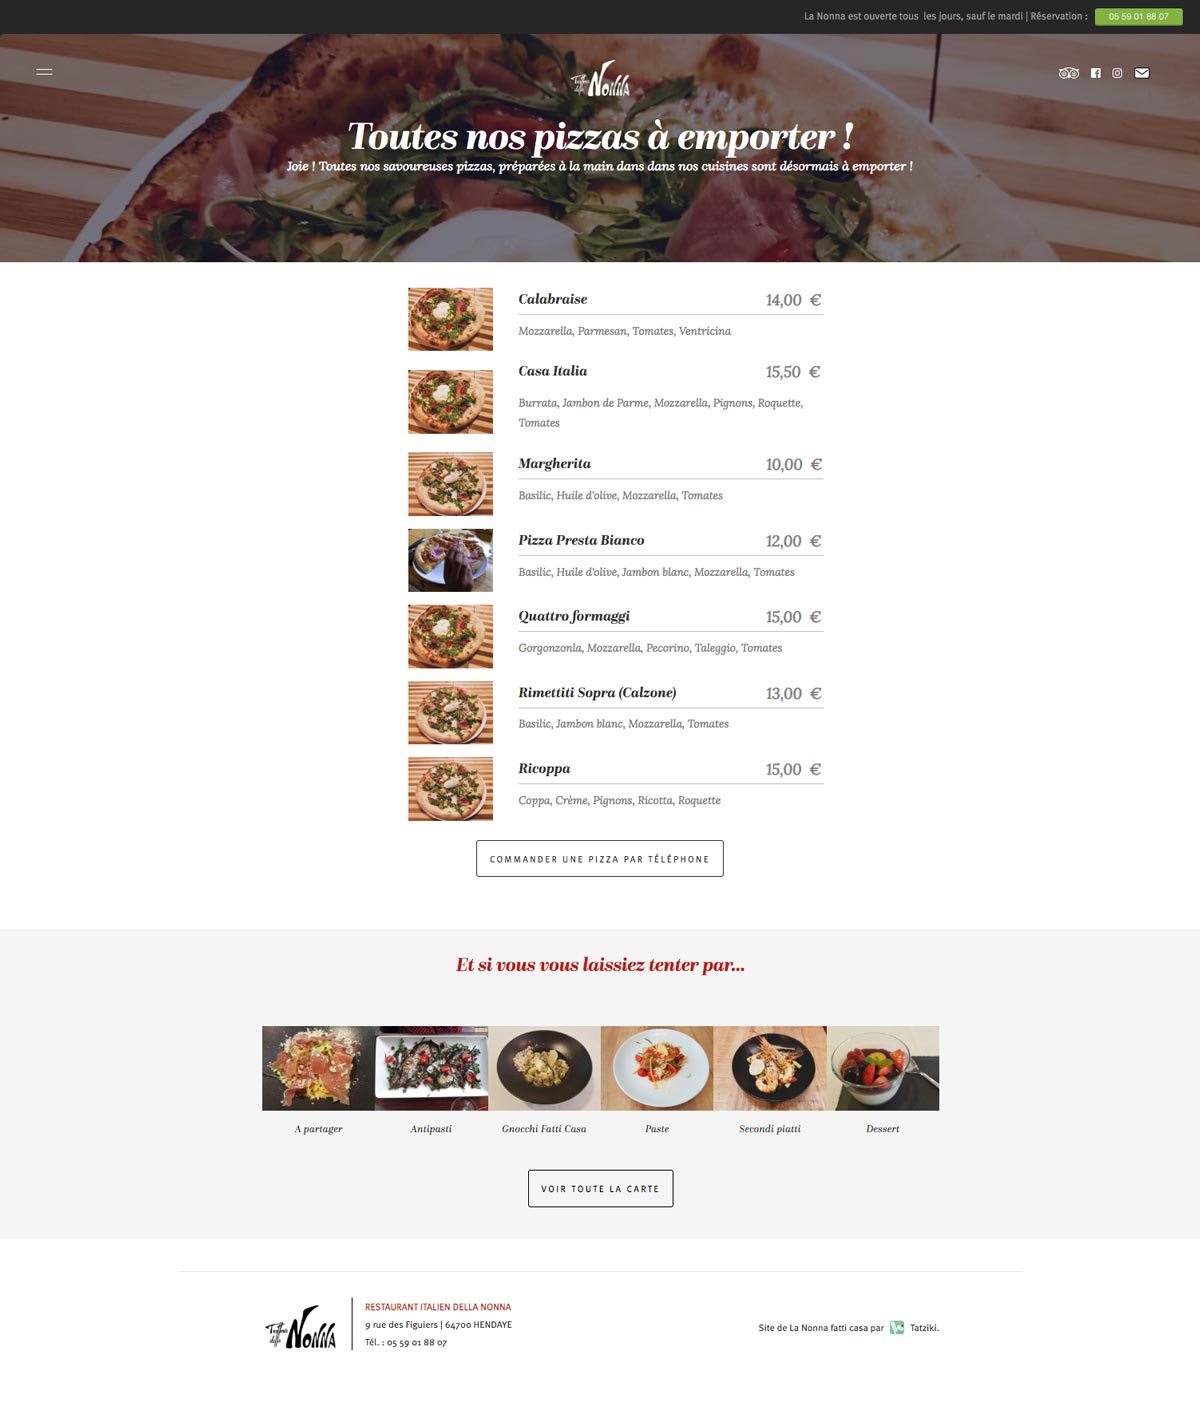 La Nonna est ouverte tous les jours, sauf le mardi | Réservation : 05 59 01 88 07
Nonna
Toutes nos pizzas à emporter !
Joie ! Toutes nos savoureuses pizzas, préparées à la main dans dans nos cuisines sont désormais à emporter !
Calabraise 14,00 €
Mozzarella, Parmesan, Tomates, Ventricina
Casa Italia 15,50 €
Burrata, Jambon de Parme, Mozzarella, Pignons, Roquette,
Tomates
Margherita 10,00 €
Basilic, Huile d'olive, Mozzarella, Tomates
Pizza Presta Bianco 12,00 €
Basilic, Huile d'olive, Jambon blanc, Mozzarella, Tomates
Quattro formaggi 15,00 €
Gorgonzonla, Mozzarella, Pecorino, Taleggio, Tomates
Rimettiti Sopra (Calzone) 13,00 €
Basilic, Jambon blanc, Mozzarella, Tomates
Ricoppa 15,00 €
Coppa, Crème, Pignons, Ricotta, Roquette
COMMANDER UNE PIZZA PAR TÉLÉPHONE
Et si vous vous laissiez tenter par...
A partager Antipasti Gnocchi Fatti Casa Paste Secondi piatti Dessert
VOIR TOUTE LA CARTE
Nonna
RESTAURANT ITALIEN DELLA NONNA
9 rue des Figuiers | 64700 HENDAYE
Tél. : 05 59 01 88 07
Site de La Nonna fatti casa par Tatziki.